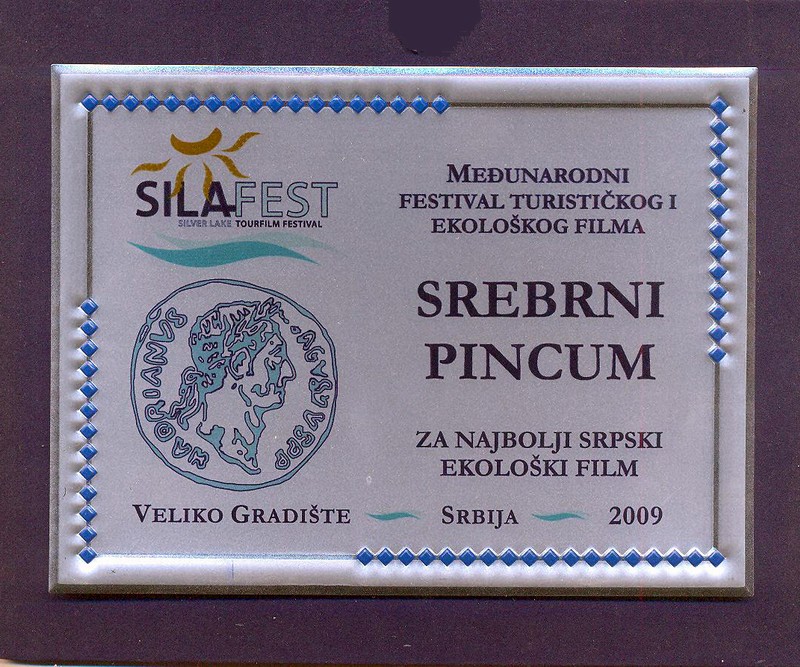 SILAFEST
SILVER LAKE TOURFILM FESTIVAL
MEĐUNARODNI
FESTIVAL TURISTIČKOG I
EKOLOŠKOG FILMA
SREBRNI
PINCUM
HADRIANVS
ZA NAJBOLJI SRPSKI
EKOLOŠKI FILM
VELIKO GRADIŠTE SRBIJA 2009